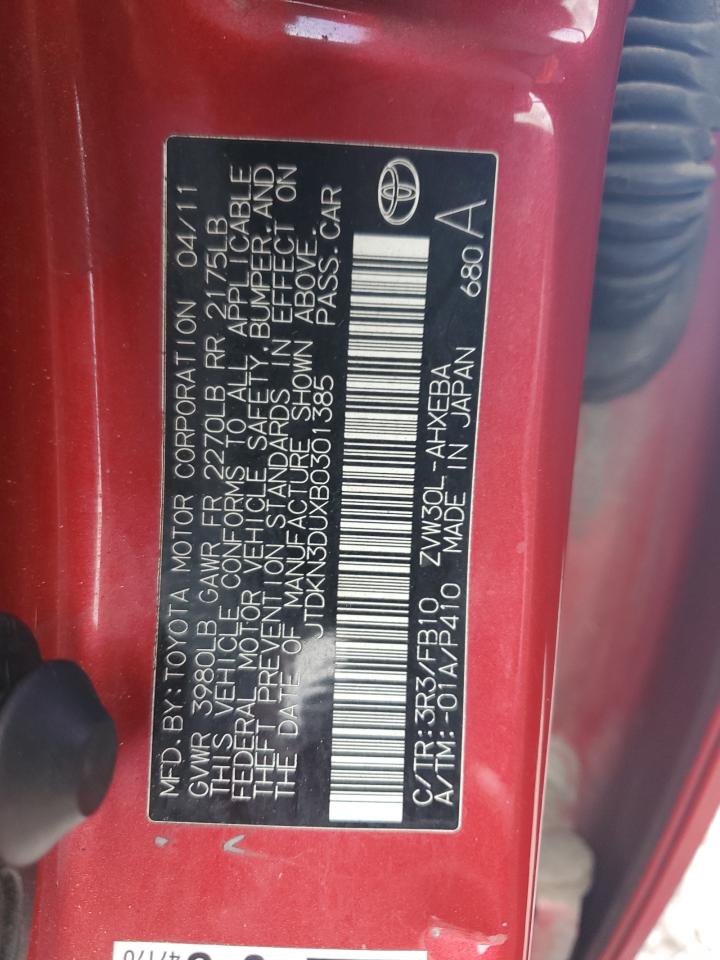 MFD. BY: TOYOTA MOTOR CORPORATION 04/11
GVWR 3980LB GAWR FR 2270LB RR 2175LB
THIS VEHICLE CONFORMS TO ALL APPLICABLE
FEDERAL MOTOR VEHICLE SAFETY, BUMPER, AND
THEFT PREVENTION STANDARDS IN EFFECT ON
THE DATE OF MANUFACTURE SHOWN ABOVE.
JTDKN3DUXB0301385 PASS. CAR
C/TR: 3R3/FB10 ZVW30L-AHXEBA
A/TM: -01A/P410 MADE IN JAPAN 680 A